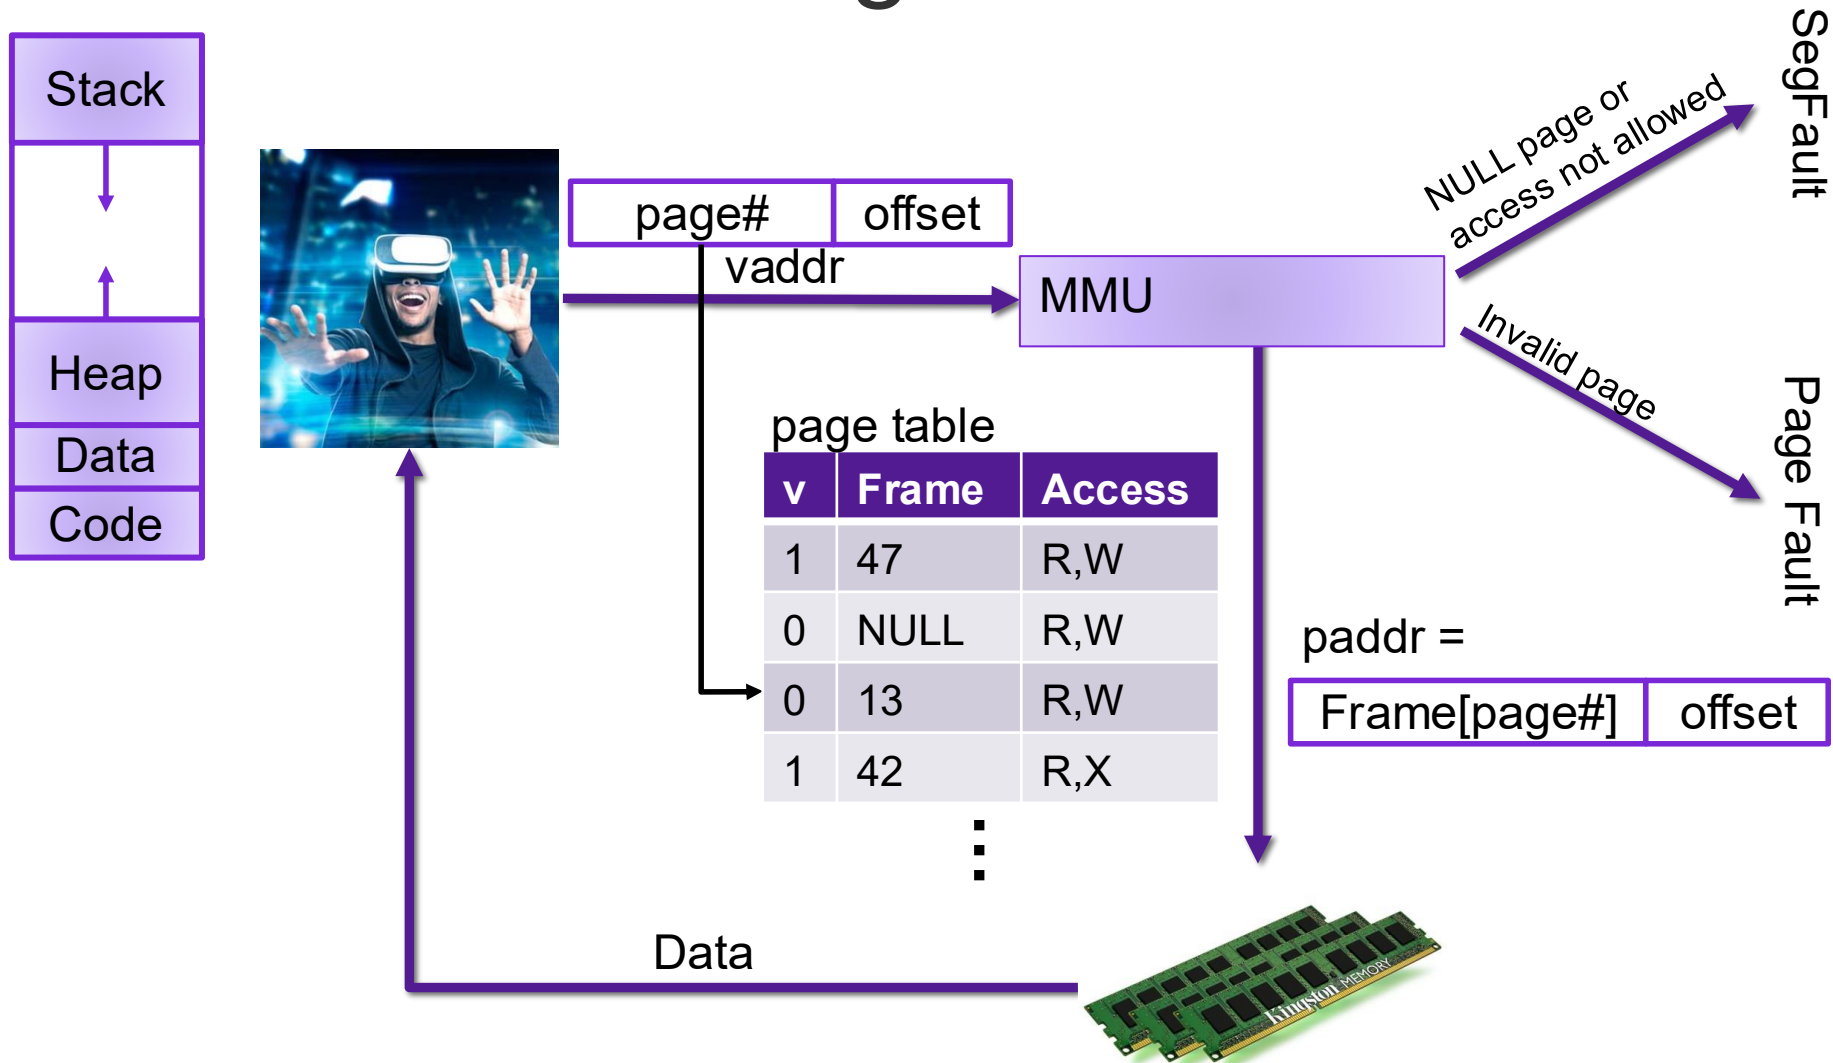 Stack
Heap
Data
Code
page# offset
vaddr
MMU
NULL page or
access not allowed
SegFault
Invalid page
Page Fault
page table
v Frame Access
1 47 R,W
0 NULL R,W
0 13 R,W
1 42 R,X
paddr =
Frame[page#] offset
Data
Kingston MEMORY